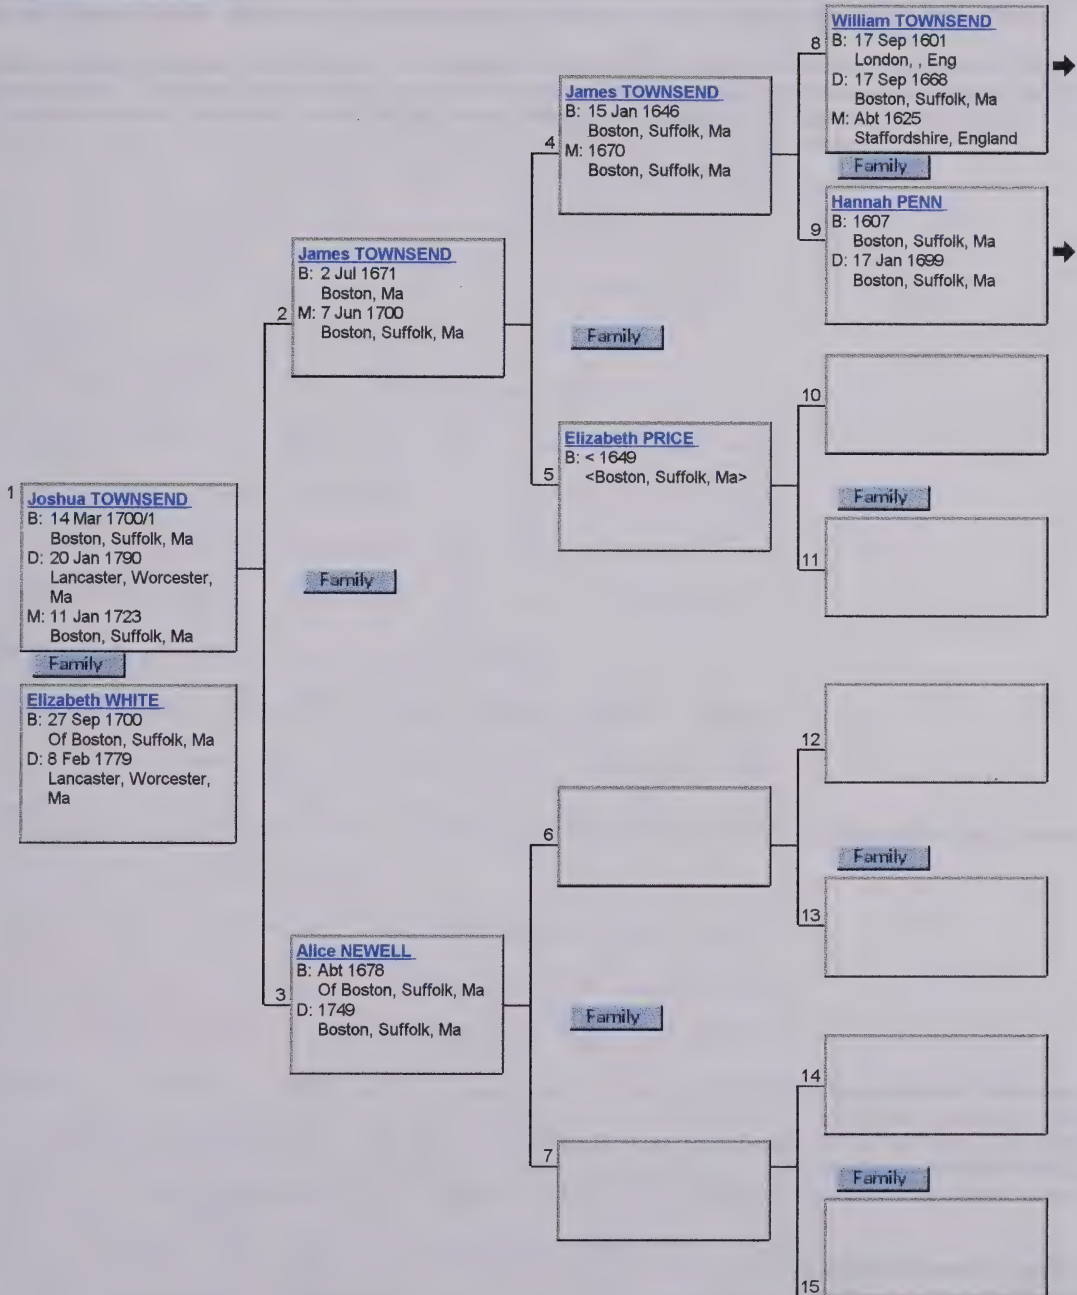 1
Joshua TOWNSEND
B: 14 Mar 1700/1
Boston, Suffolk, Ma
D: 20 Jan 1790
Lancaster, Worcester,
Ma
M: 11 Jan 1723
Boston, Suffolk, Ma
Family
Elizabeth WHITE
B: 27 Sep 1700
Of Boston, Suffolk, Ma
D: 8 Feb 1779
Lancaster, Worcester,
Ma
2
James TOWNSEND
B: 2 Jul 1671
Boston, Ma
M: 7 Jun 1700
Boston, Suffolk, Ma
Family
3
Alice NEWELL
B: Abt 1678
Of Boston, Suffolk, Ma
D: 1749
Boston, Suffolk, Ma
4
James TOWNSEND
B: 15 Jan 1646
Boston, Suffolk, Ma
M: 1670
Boston, Suffolk, Ma
Family
5
Elizabeth PRICE
B: < 1649
<Boston, Suffolk, Ma>
6
Family
7
8
William TOWNSEND
B: 17 Sep 1601
London, , Eng
D: 17 Sep 1668
Boston, Suffolk, Ma
M: Abt 1625
Staffordshire, England
Family
9
Hannah PENN
B: 1607
Boston, Suffolk, Ma
D: 17 Jan 1699
Boston, Suffolk, Ma
10
Family
11
12
Family
13
14
Family
15